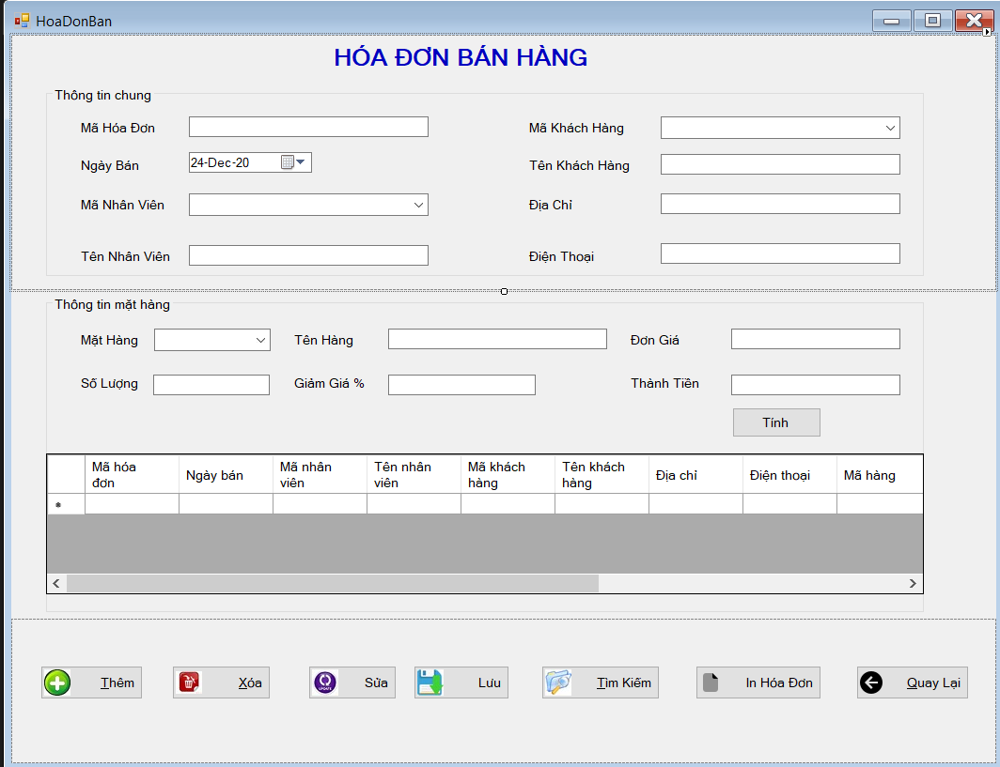 HoaDonBan
HÓA ĐƠN BÁN HÀNG
Thông tin chung
Mã Hóa Đơn
Mã Khách Hàng
Ngày Bán
24-Dec-20
Tên Khách Hàng
Mã Nhân Viên
Địa Chỉ
Tên Nhân Viên
Điện Thoại
Thông tin mặt hàng
Mặt Hàng
Tên Hàng
Đơn Giá
Số Lượng
Giảm Giá %
Thành Tiền
Tính
Mã hóa đơn
Ngày bán
Mã nhân viên
Tên nhân viên
Mã khách hàng
Tên khách hàng
Địa chỉ
Điện thoại
Mã hàng
Thêm
Xóa
UPDATE
Sửa
Lưu
Tìm Kiếm
In Hóa Đơn
Quay Lại